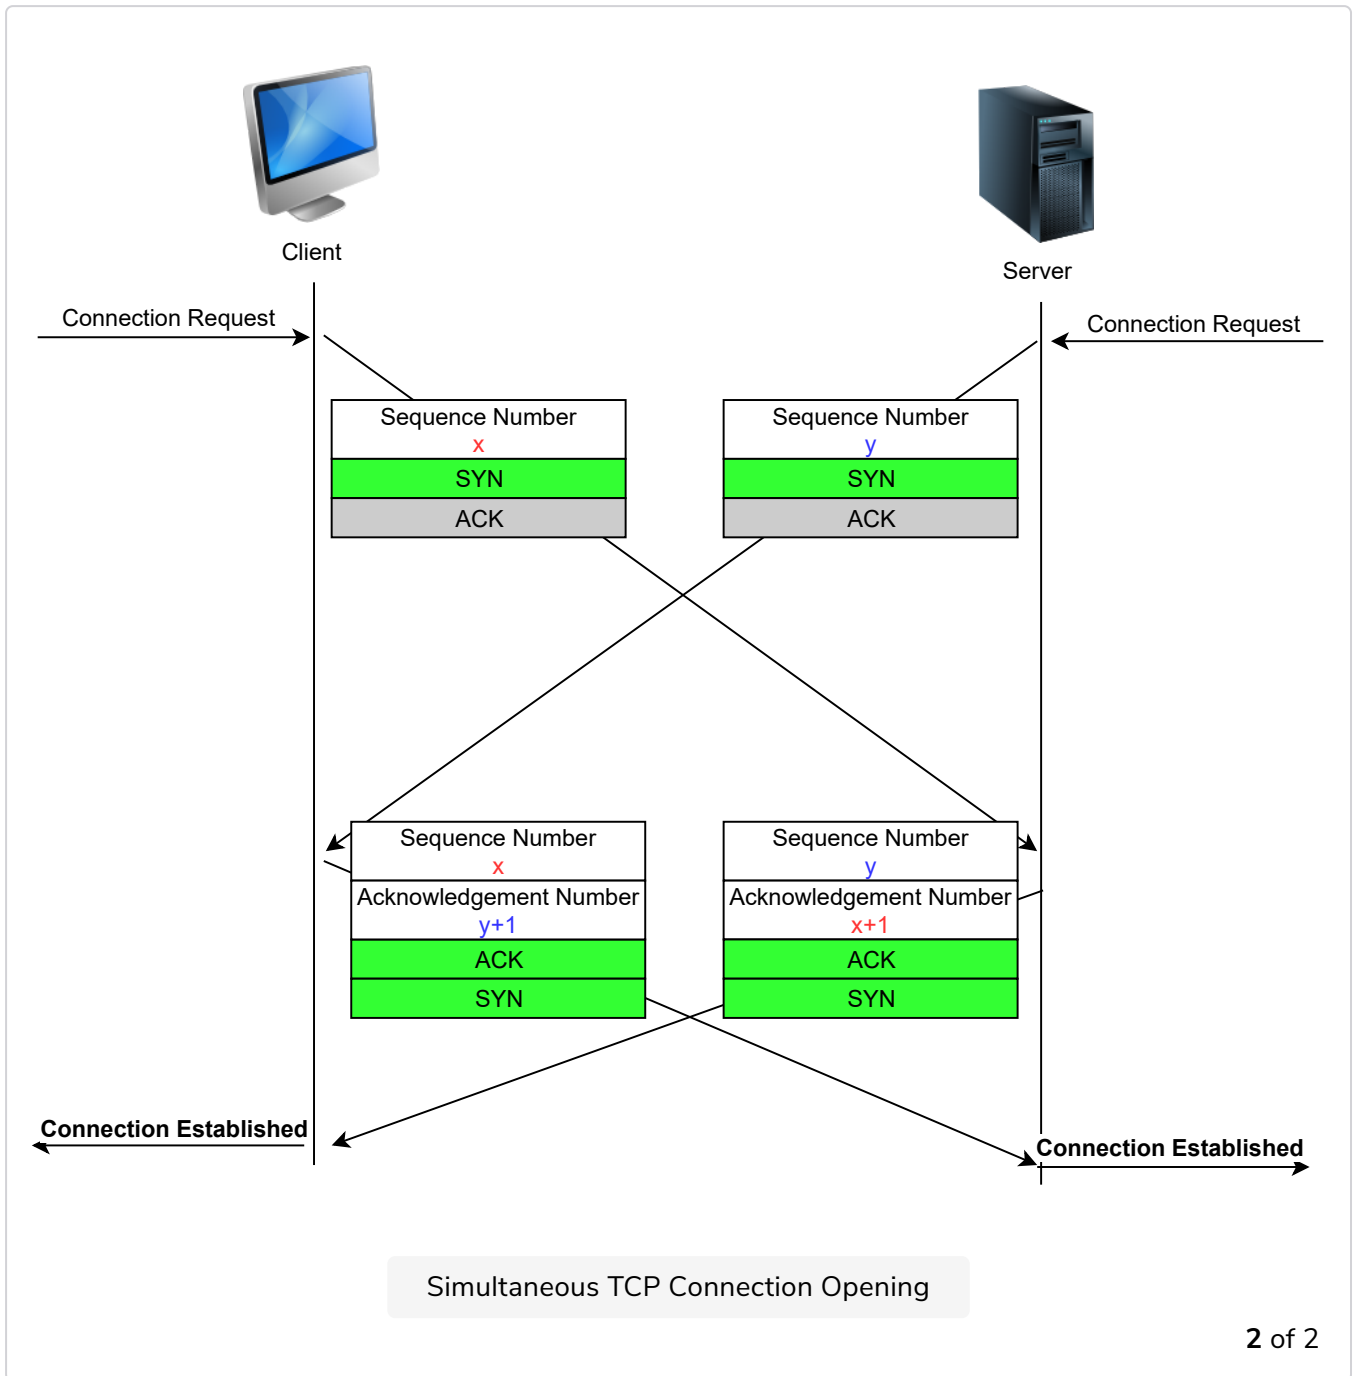 Client
Server
Connection Request
Connection Request
Sequence Number
x
SYN
ACK
Sequence Number
y
SYN
ACK
Sequence Number
x
Acknowledgement Number
y+1
ACK
SYN
Sequence Number
y
Acknowledgement Number
x+1
ACK
SYN
Connection Established
Connection Established
Simultaneous TCP Connection Opening
2 of 2